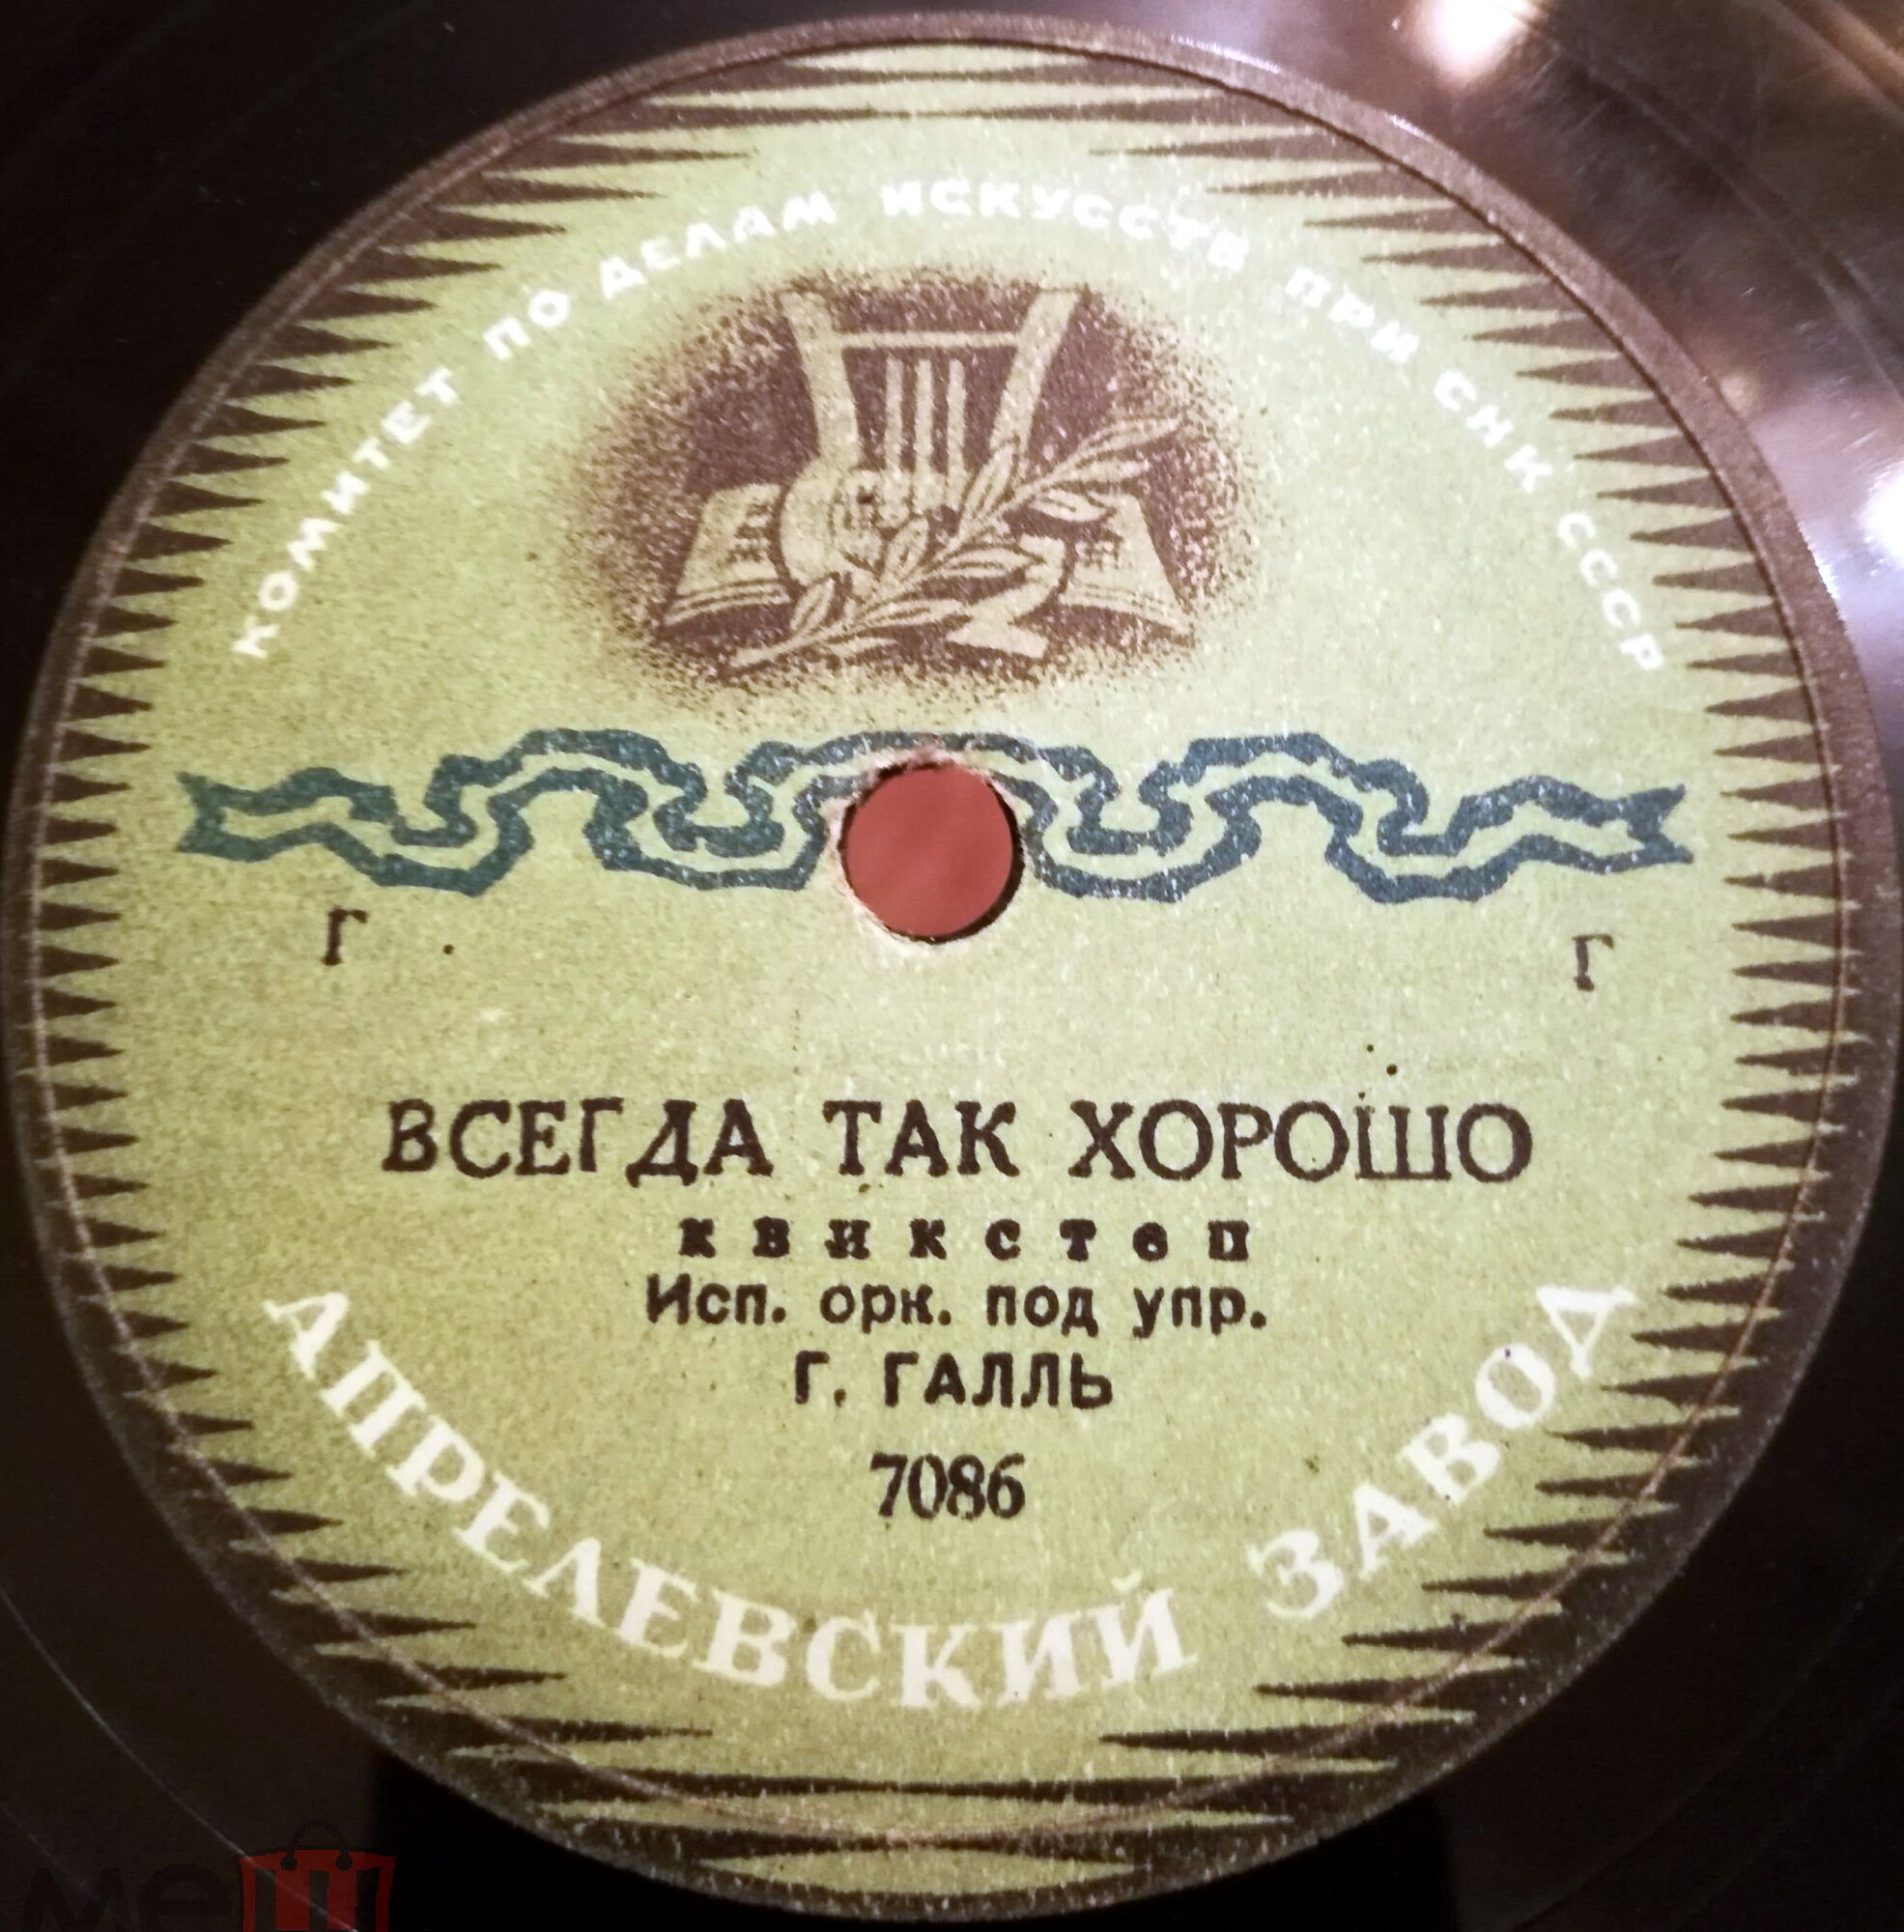 КОМИТЕТ ПО ДЕЛАМ ИСКУССТВ ПРИ СНК СССР
Г Г
ВСЕГДА ТАК ХОРОШО
квикстеп
Исп. орк. под упр.
Г. ГАЛЛЬ
7086
АПРЕЛЕВСКИЙ ЗАВОД
меш